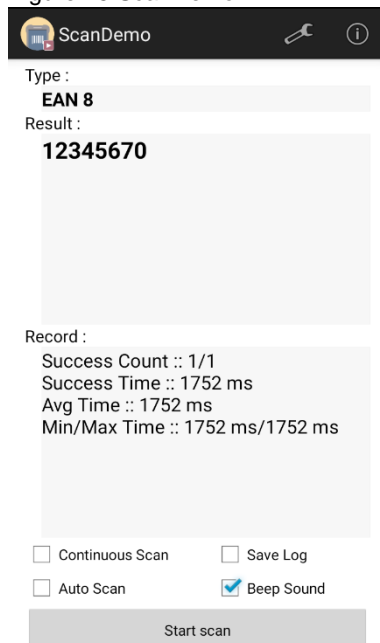 ScanDemo
Type :
EAN 8
Result :
12345670
Record :
Success Count :: 1/1
Success Time :: 1752 ms
Avg Time :: 1752 ms
Min/Max Time :: 1752 ms/1752 ms
Continuous Scan
Save Log
Auto Scan
Beep Sound
Start scan